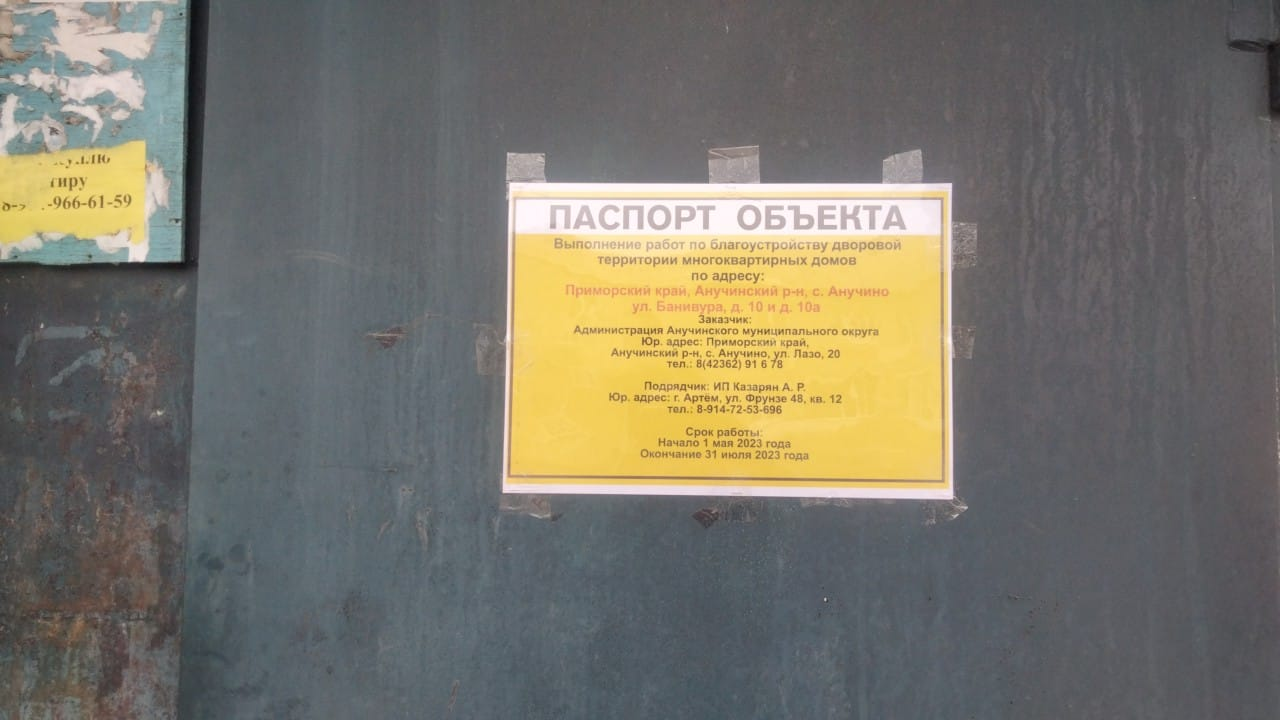 тиру
-966-61-59
ПАСПОРТ ОБЪЕКТА
Выполнение работ по благоустройству дворовой
территории многоквартирных домов
по адресу:
Приморский край, Анучинский р-н, с. Анучино
ул. Банивура, д. 10 и д. 10а
Заказчик:
Администрация Анучинского муниципального округа
Юр. адрес: Приморский край,
Анучинский р-н, с. Анучино, ул. Лазо, 20
тел.: 8(42362) 91 6 78
Подрядчик: ИП Казарян А. Р.
Юр. адрес: г. Артём, ул. Фрунзе 48, кв. 12
тел.: 8-914-72-53-696
Срок работы:
Начало 1 мая 2023 года
Окончание 31 июля 2023 года